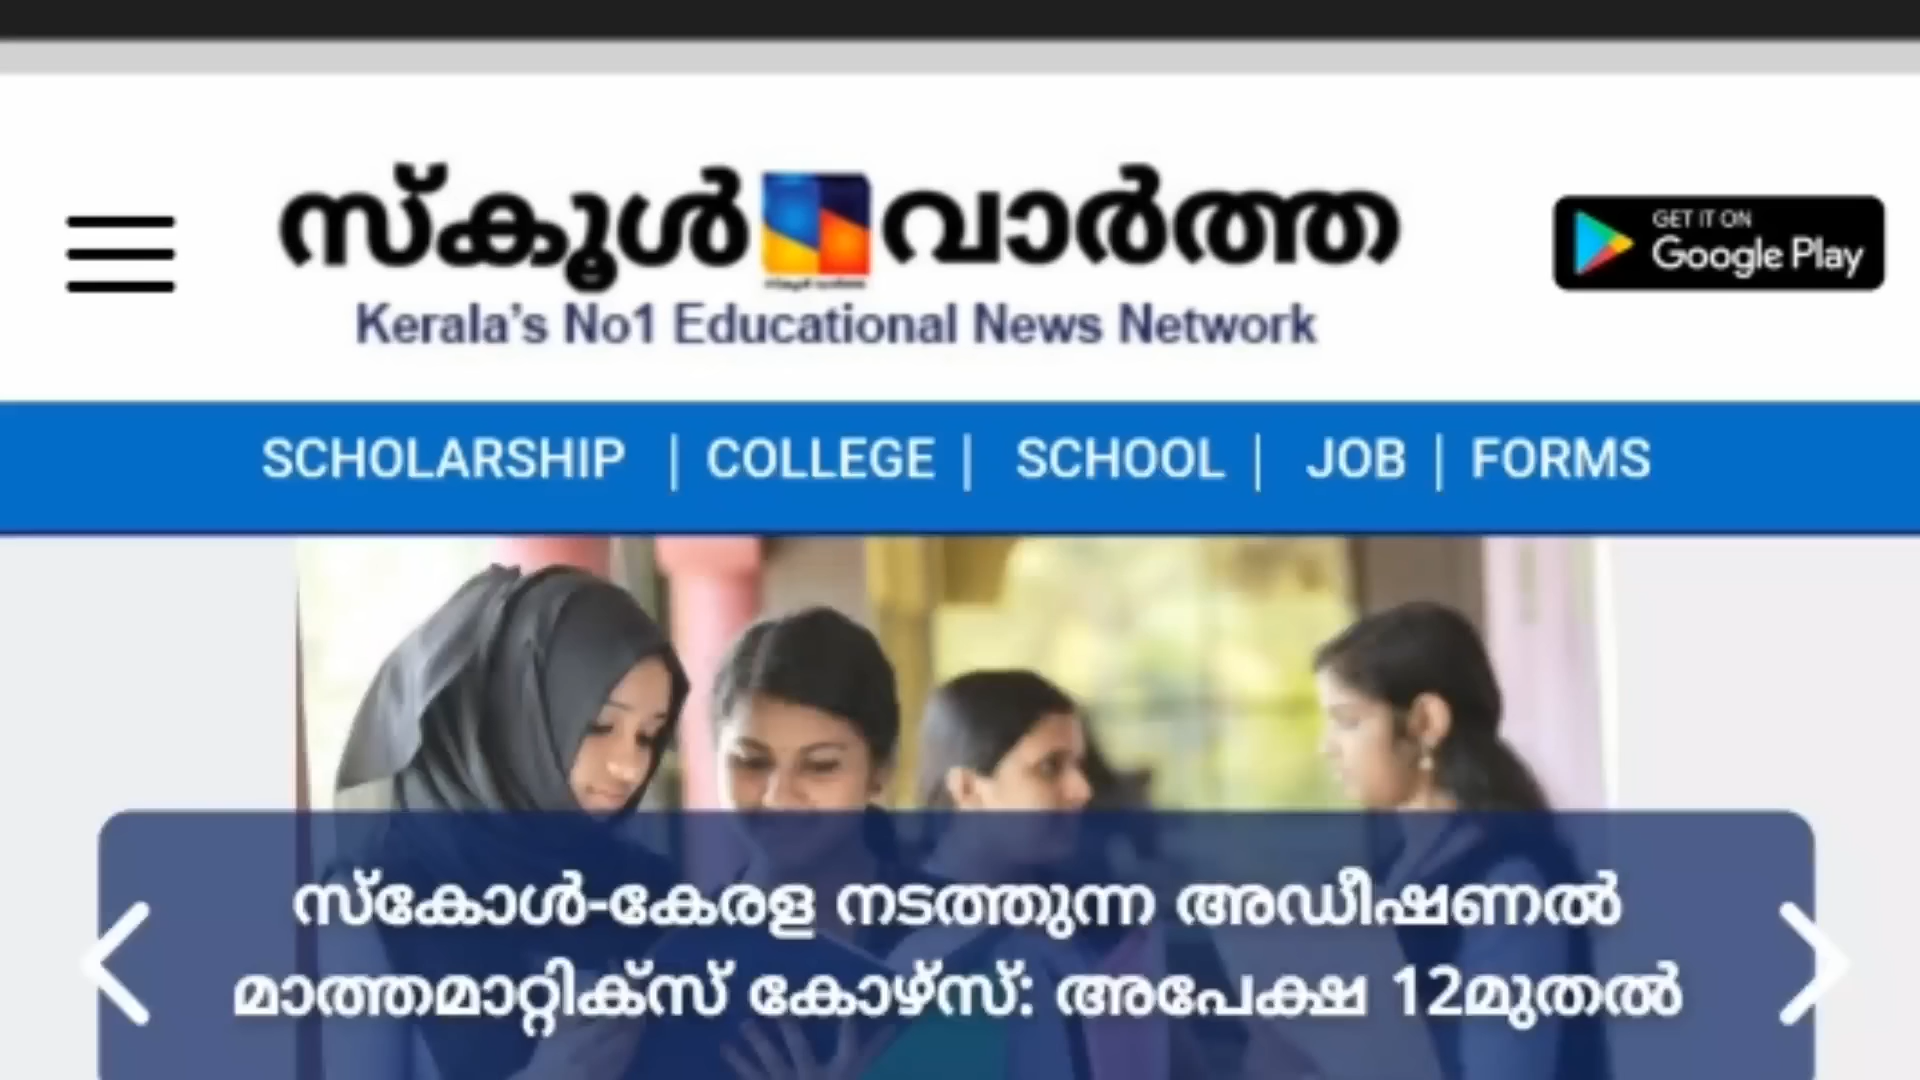 സ്കൂൾ വാർത്ത
Kerala's No1 Educational News Network
GET IT ON
Google Play
SCHOLARSHIP | COLLEGE | SCHOOL | JOB | FORMS
സ്കോൾ-കേരള നടത്തുന്ന അഡീഷണൽ
മാത്തമാറ്റിക്സ് കോഴ്സ്: അപേക്ഷ 12മുതൽ